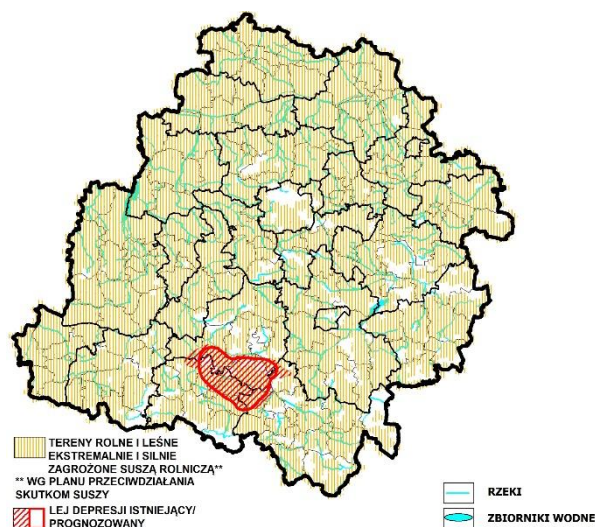 TERENY ROLNE I LEŚNE
EKSTREMALNIE I SILNIE
ZAGROŻONE SUSZĄ ROLNICZĄ**
** WG PLANU PRZECIWDZIAŁANIA
SKUTKOM SUSZY
LEJ DEPRESJI ISTNIEJĄCY/
PROGNOZOWANY
RZEKI
ZBIORNIKI WODNE